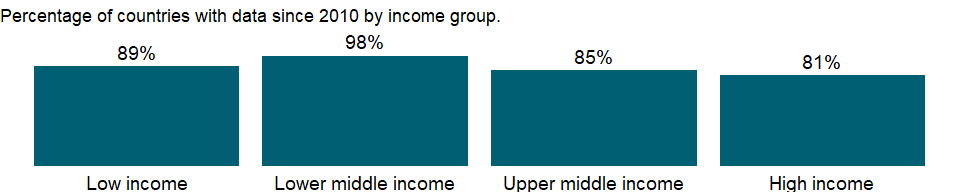 Percentage of countries with data since 2010 by income group.
89% 98% 85% 81%
Low income Lower middle income Upper middle income High income